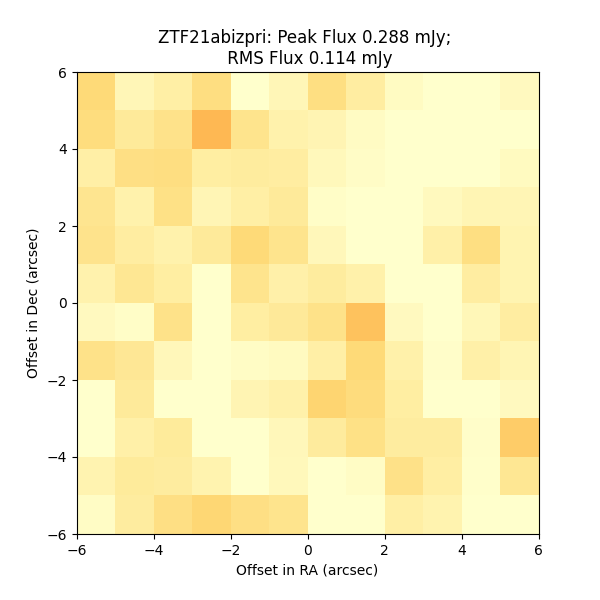 ZTF21abizpri: Peak Flux 0.288 mJy;
RMS Flux 0.114 mJy
6
4
2
0
−2
−4
−6
Offset in Dec (arcsec)
−6 −4 −2 0 2 4 6
Offset in RA (arcsec)